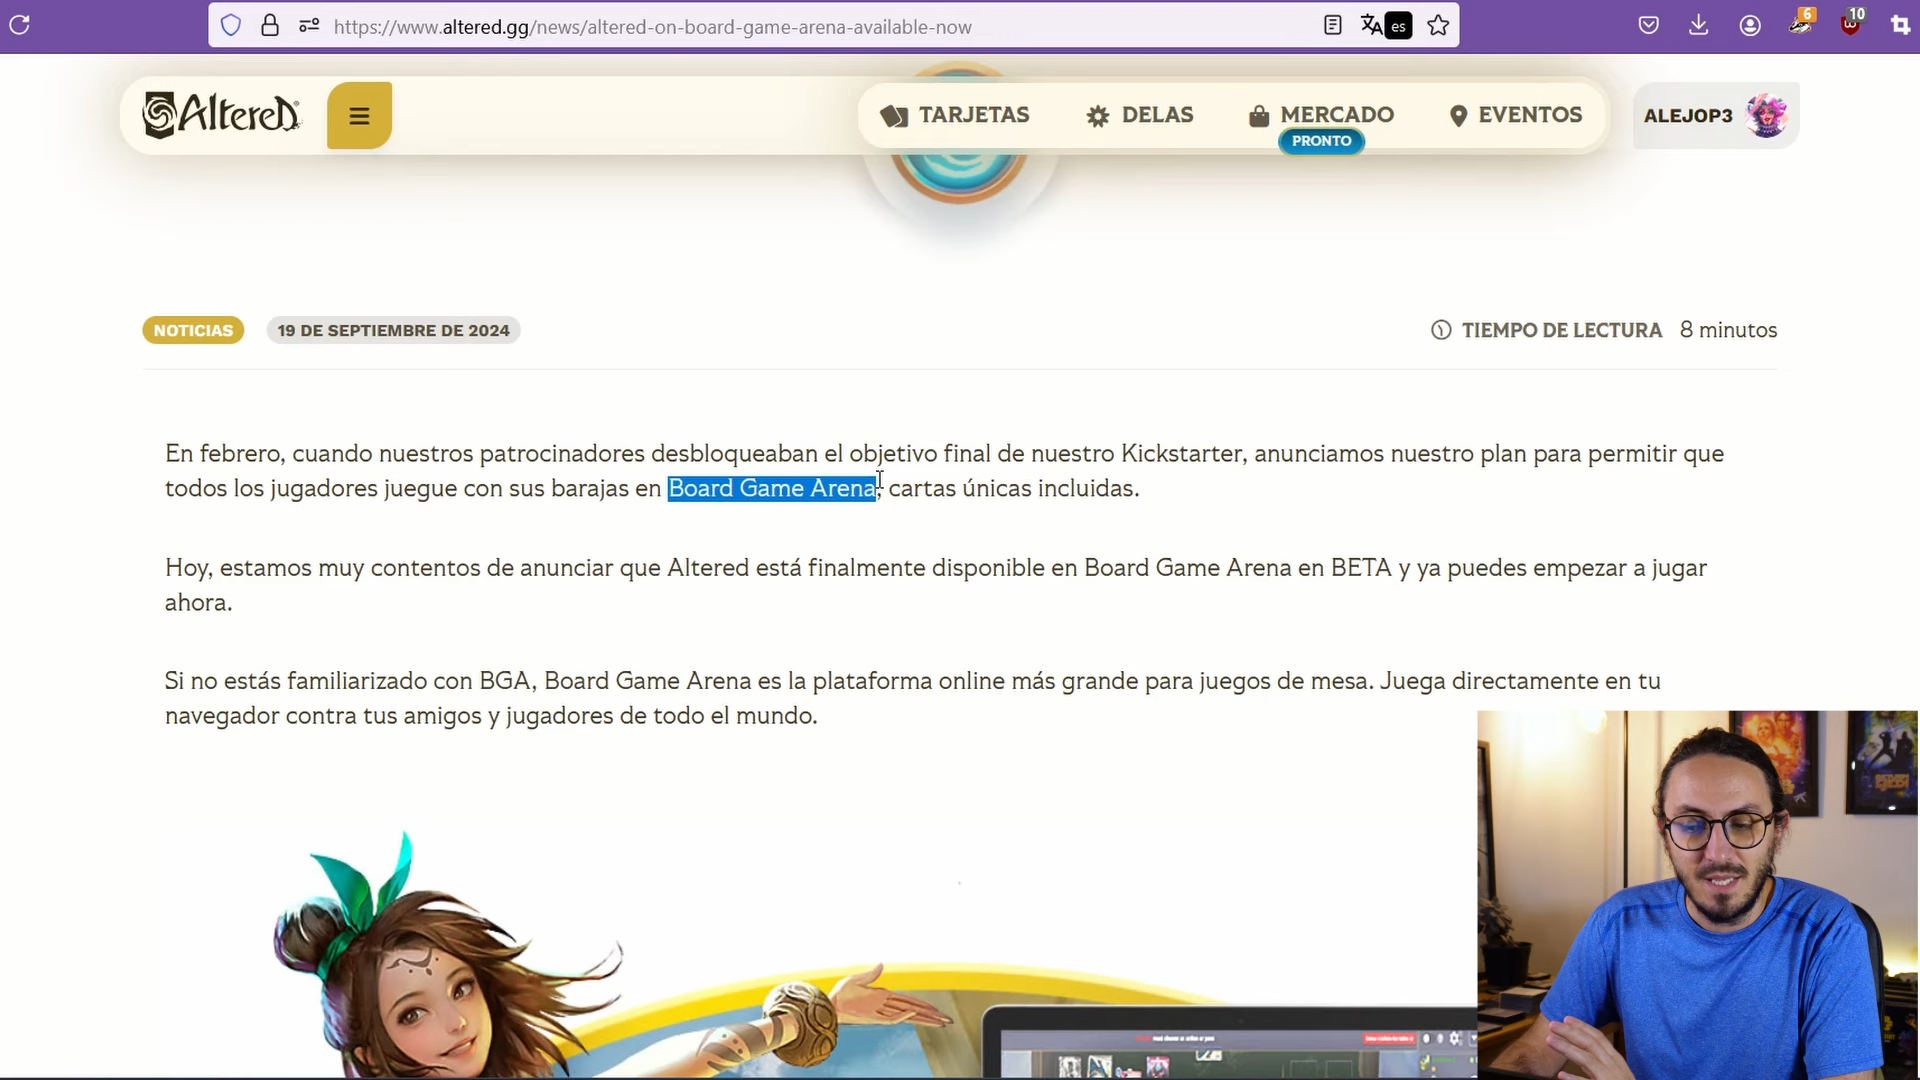 https://www.altered.gg/news/altered-on-board-game-arena-available-now
es
6
10
Altered
TARJETAS
DELAS
MERCADO
EVENTOS
ALEJOP3
PRONTO
NOTICIAS
19 DE SEPTIEMBRE DE 2024
TIEMPO DE LECTURA 8 minutos
En febrero, cuando nuestros patrocinadores desbloqueaban el objetivo final de nuestro Kickstarter, anunciamos nuestro plan para permitir que
todos los jugadores juegue con sus barajas en Board Game Arena, cartas únicas incluidas.
Hoy, estamos muy contentos de anunciar que Altered está finalmente disponible en Board Game Arena en BETA y ya puedes empezar a jugar
ahora.
Si no estás familiarizado con BGA, Board Game Arena es la plataforma online más grande para juegos de mesa. Juega directamente en tu
navegador contra tus amigos y jugadores de todo el mundo.